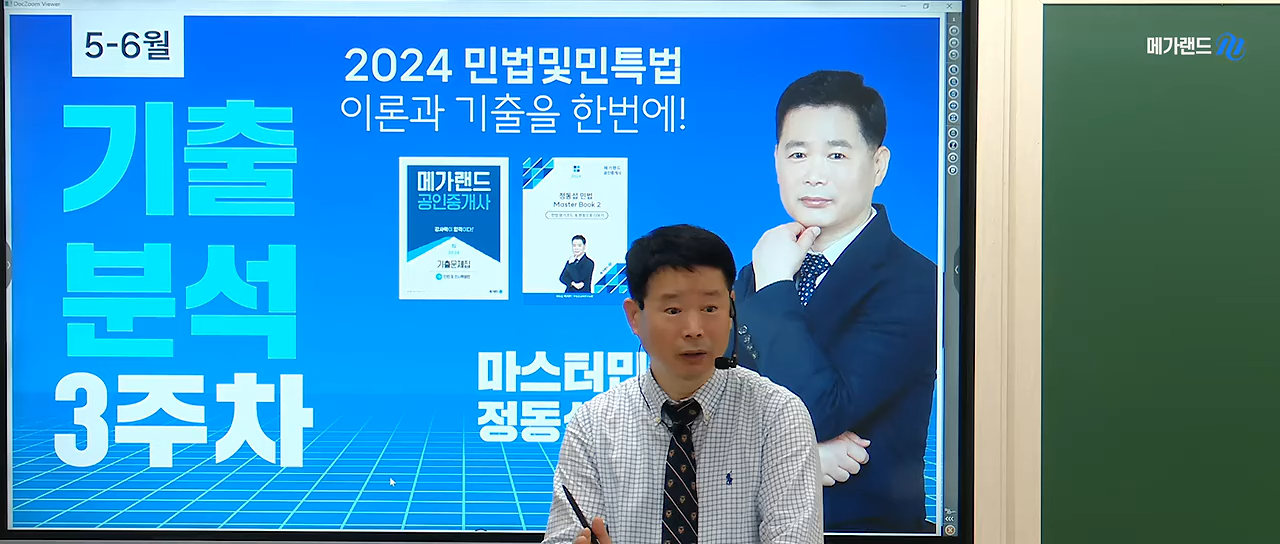 DocZoom Viewer
5-6월
기출
분석
3주차
2024 민법및민특법
이론과 기출을 한번에!
메가랜드
공인중개사
기출문제집
정동섭 민법
Master Book 2
마스터민
정동
메가랜드